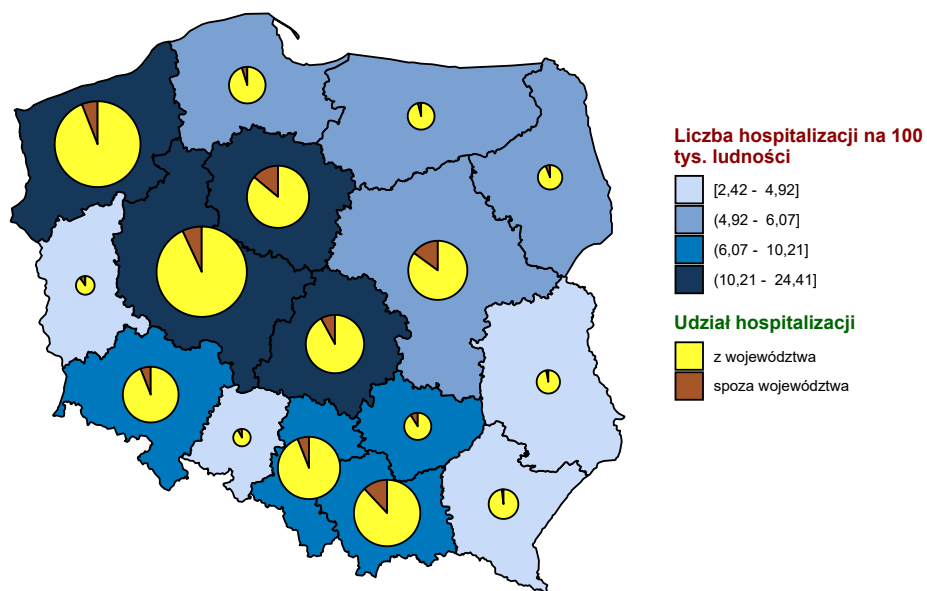 Liczba hospitalizacji na 100
tys. ludności
[2,42 - 4,92]
(4,92 - 6,07]
(6,07 - 10,21]
(10,21 - 24,41]
Udział hospitalizacji
z województwa
spoza województwa